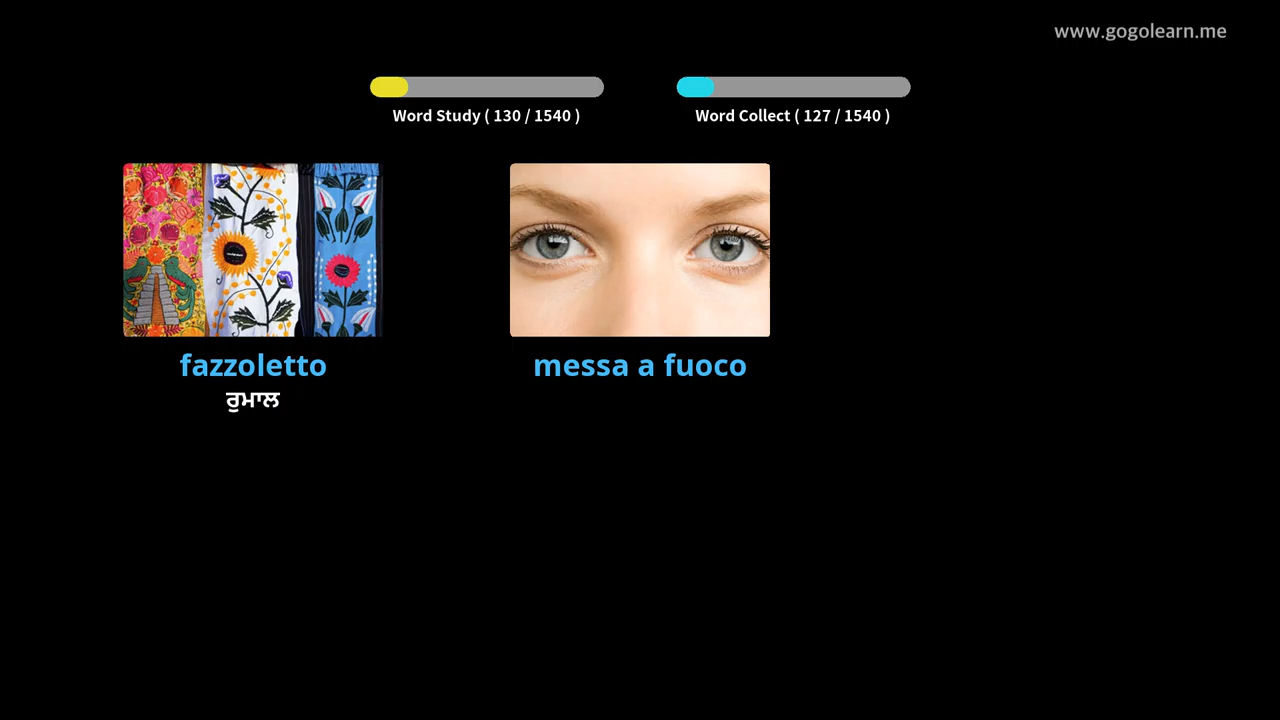 www.gogolearn.me
Word Study ( 130 / 1540 )
Word Collect ( 127 / 1540 )
fazzoletto
messa a fuoco
ਰੁਮਾਲ